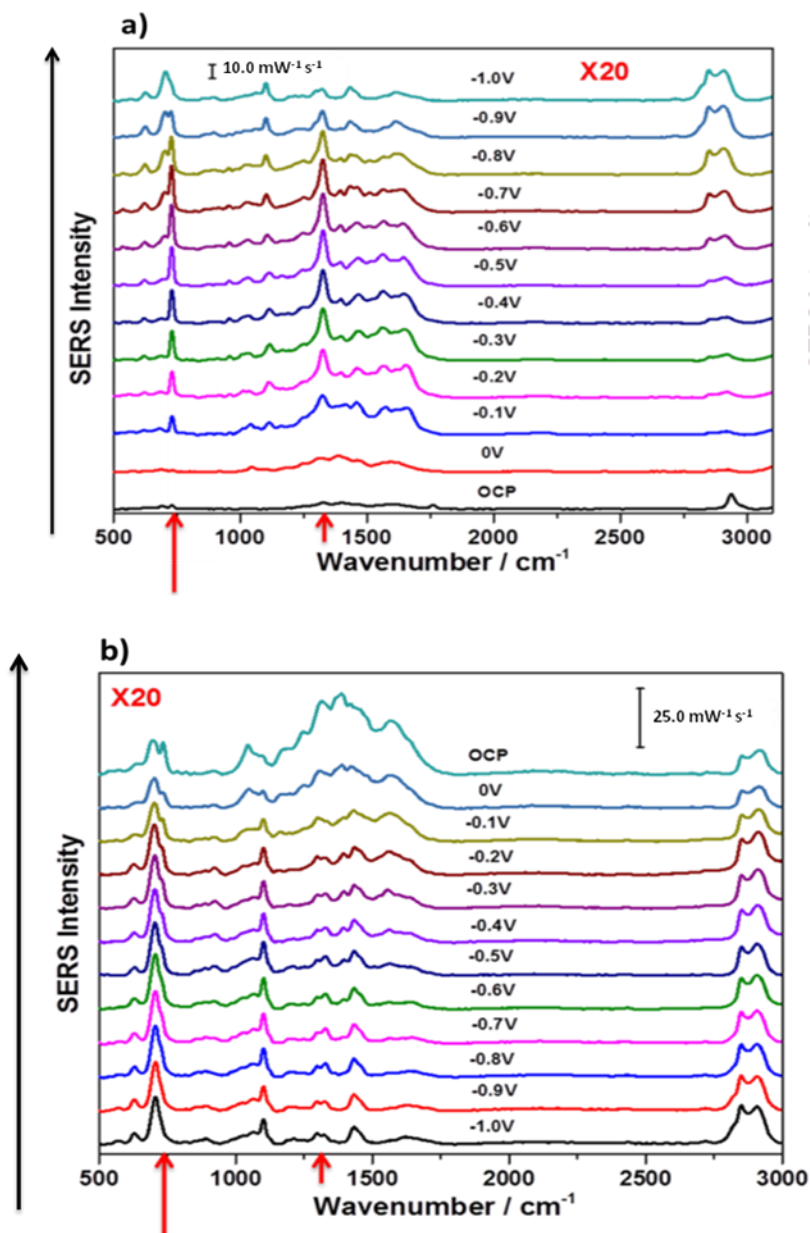 a)
10.0 mW⁻¹ s⁻¹
X20
-1.0V
-0.9V
-0.8V
-0.7V
-0.6V
-0.5V
-0.4V
-0.3V
-0.2V
-0.1V
0V
OCP
SERS Intensity
500 1000 1500 2000 2500 3000
Wavenumber / cm⁻¹
b)
X20
25.0 mW⁻¹ s⁻¹
OCP
0V
-0.1V
-0.2V
-0.3V
-0.4V
-0.5V
-0.6V
-0.7V
-0.8V
-0.9V
-1.0V
SERS Intensity
500 1000 1500 2000 2500 3000
Wavenumber / cm⁻¹